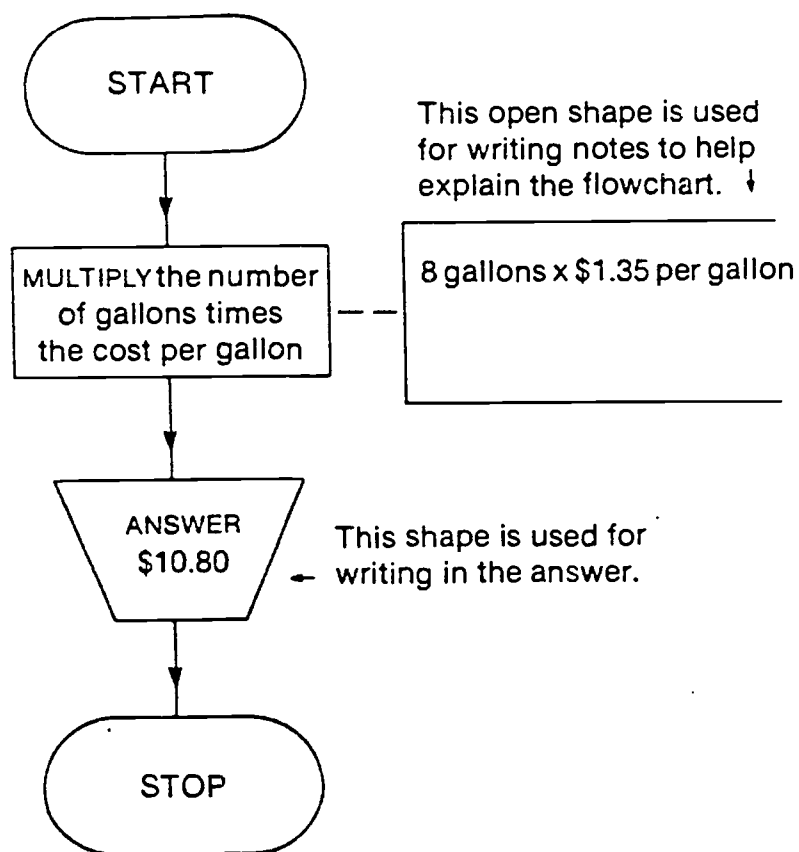 START
This open shape is used
for writing notes to help
explain the flowchart.
MULTIPLY the number
of gallons times
the cost per gallon
8 gallons x $1.35 per gallon
ANSWER
$10.80
This shape is used for
writing in the answer.
STOP